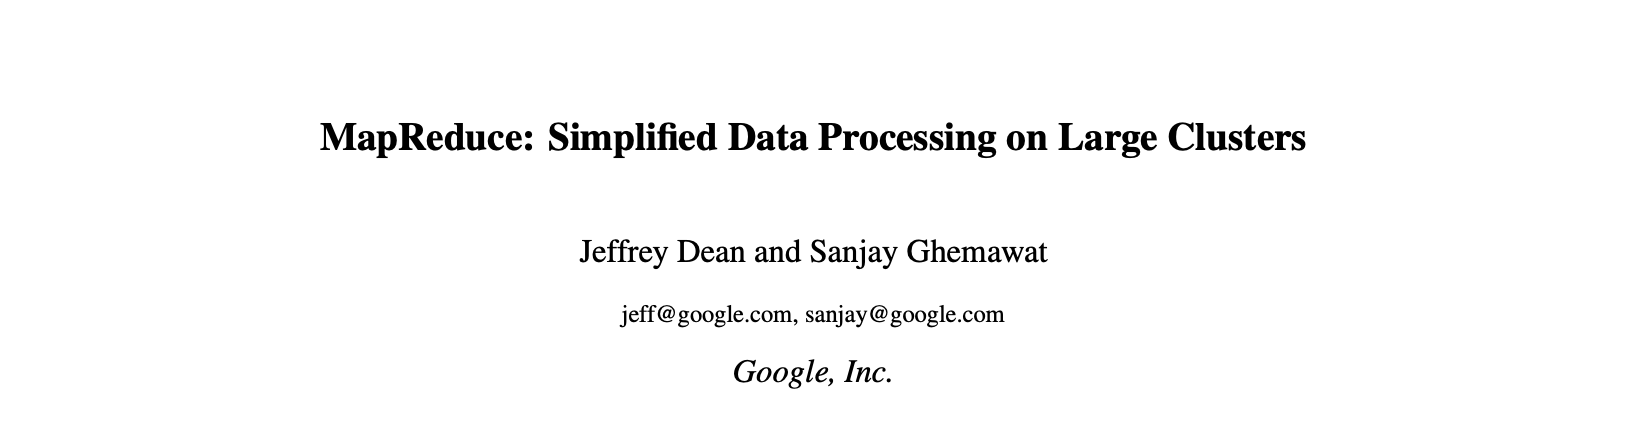 MapReduce: Simplified Data Processing on Large Clusters
Jeffrey Dean and Sanjay Ghemawat
jeff@google.com, sanjay@google.com
Google, Inc.